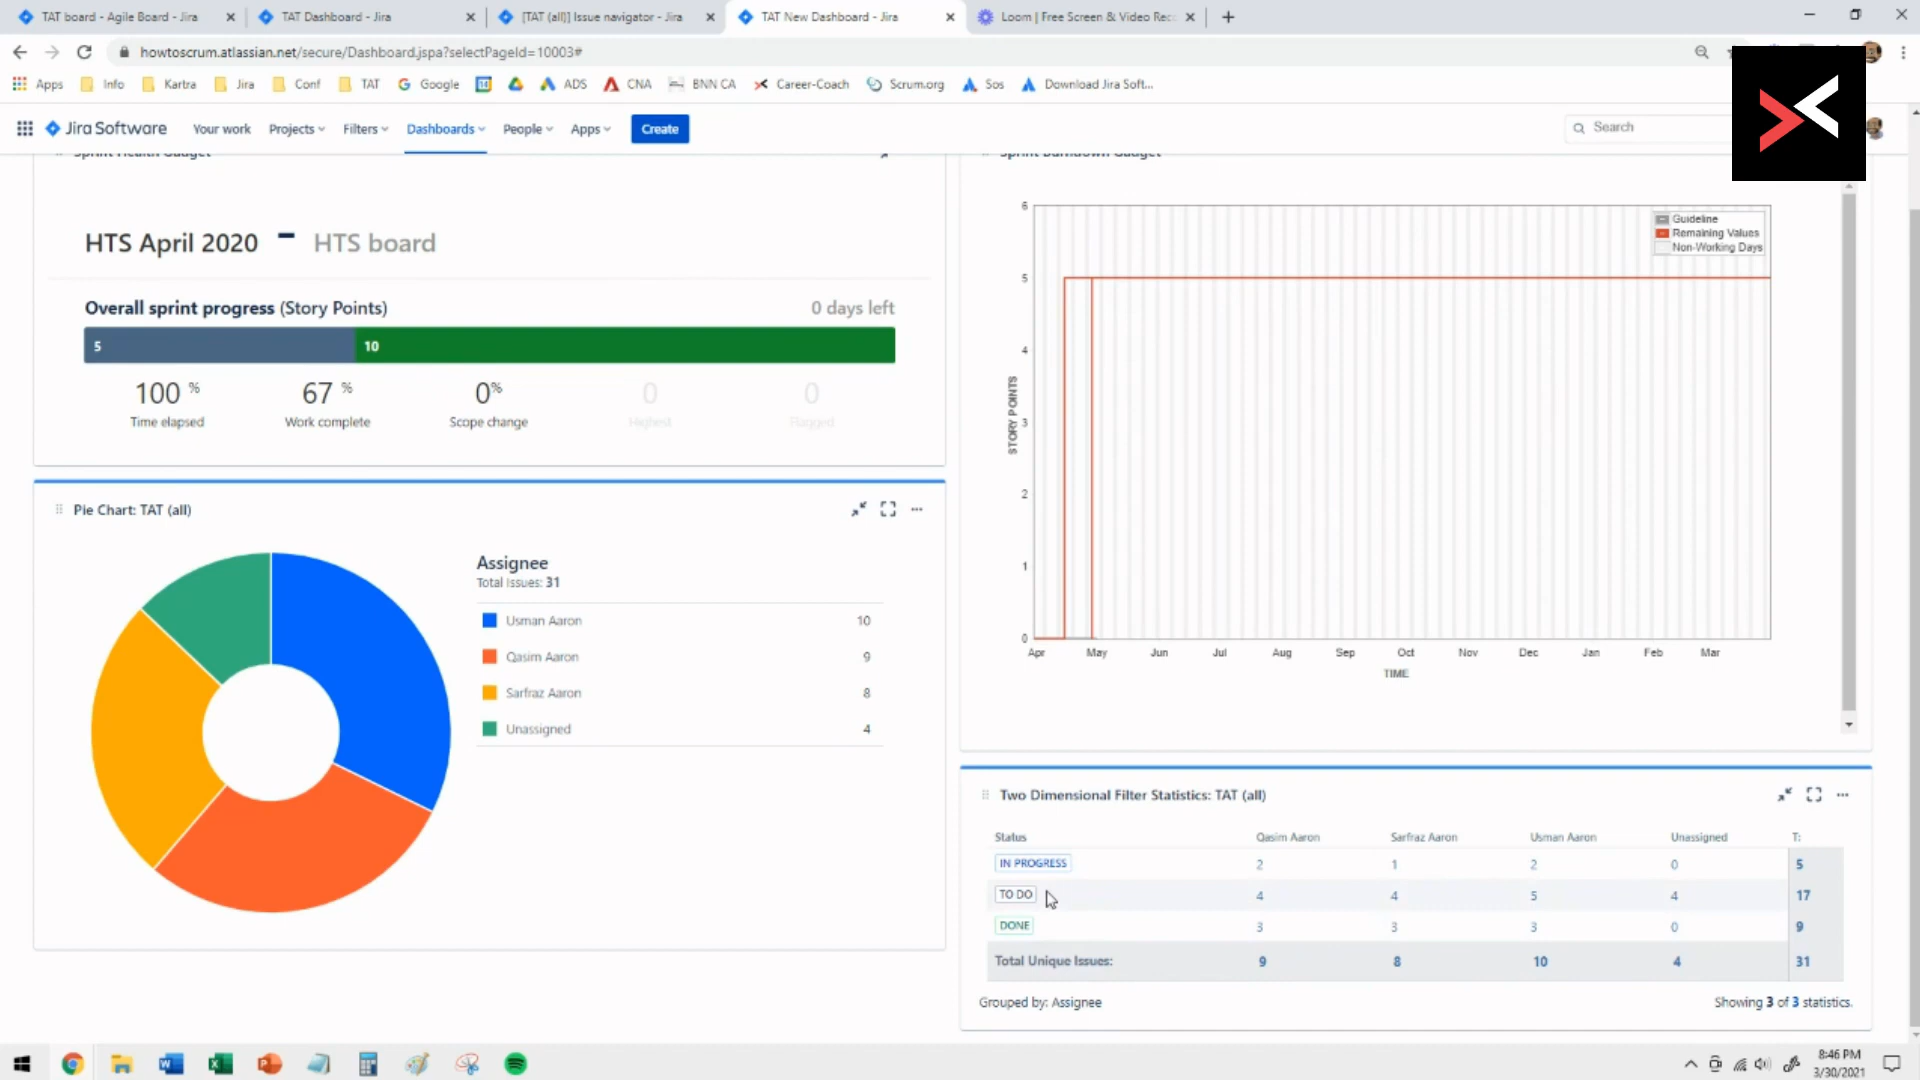 TAT board - Agile Board - Jira
TAT Dashboard - Jira
[TAT (all)] Issue navigator - Jira
TAT New Dashboard - Jira
Loom | Free Screen & Video Rec
howtoscrum.atlassian.net/secure/Dashboard.jspa?selectPageId=10003#
Apps Info Kartra Jira Conf TAT Google ADS CNA BNN CA Career-Coach Scrum.org Sos Download Jira Soft...
Jira Software Your work Projects Filters Dashboards People Apps Create Search
Sprint Health Gadget
HTS April 2020 - HTS board
Overall sprint progress (Story Points) 0 days left
5 10
100 % 67 % 0% 0 0
Time elapsed Work complete Scope change Highest Flagged
Sprint Burndown Gadget
Guideline
Remaining Values
Non-Working Days
6
5
4
3
2
1
0
STORY POINTS
Apr May Jun Jul Aug Sep Oct Nov Dec Jan Feb Mar
TIME
Pie Chart: TAT (all)
Assignee
Total Issues: 31
Usman Aaron 10
Qasim Aaron 9
Sarfraz Aaron 8
Unassigned 4
Two Dimensional Filter Statistics: TAT (all)
Status Qasim Aaron Sarfraz Aaron Usman Aaron Unassigned T:
IN PROGRESS 2 1 2 0 5
TO DO 4 4 5 4 17
DONE 3 3 3 0 9
Total Unique Issues: 9 8 10 4 31
Grouped by: Assignee Showing 3 of 3 statistics.
8:46 PM
3/30/2021